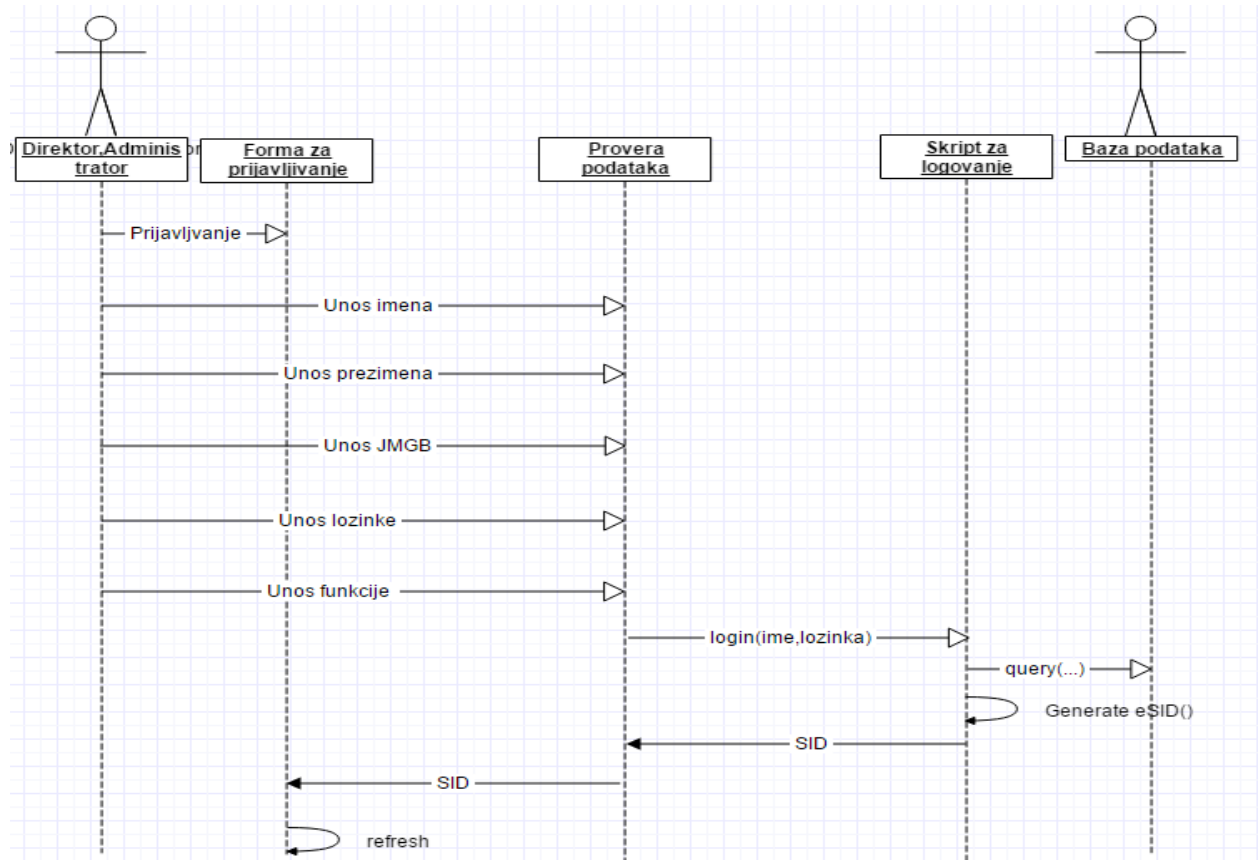 Direktor,Adminis
trator
Forma za
prijavljivanje
Provera
podataka
Skript za
logovanje
Baza podataka
Prijavljvanje
Unos imena
Unos prezimena
Unos JMGB
Unos lozinke
Unos funkcije
login(ime,lozinka)
query(...)
Generate eSID()
SID
SID
refresh